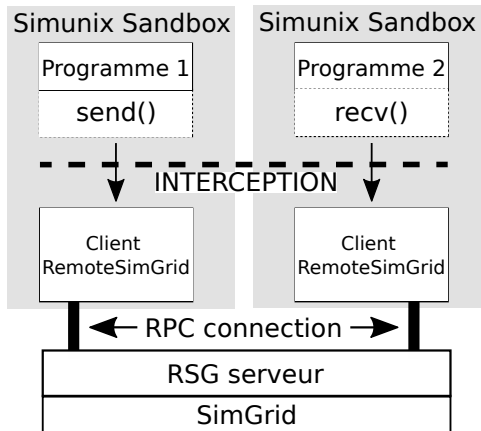 Simunix Sandbox
Simunix Sandbox
Programme 1
Programme 2
send()
recv()
INTERCEPTION
Client
RemoteSimGrid
Client
RemoteSimGrid
RPC connection
RSG serveur
SimGrid